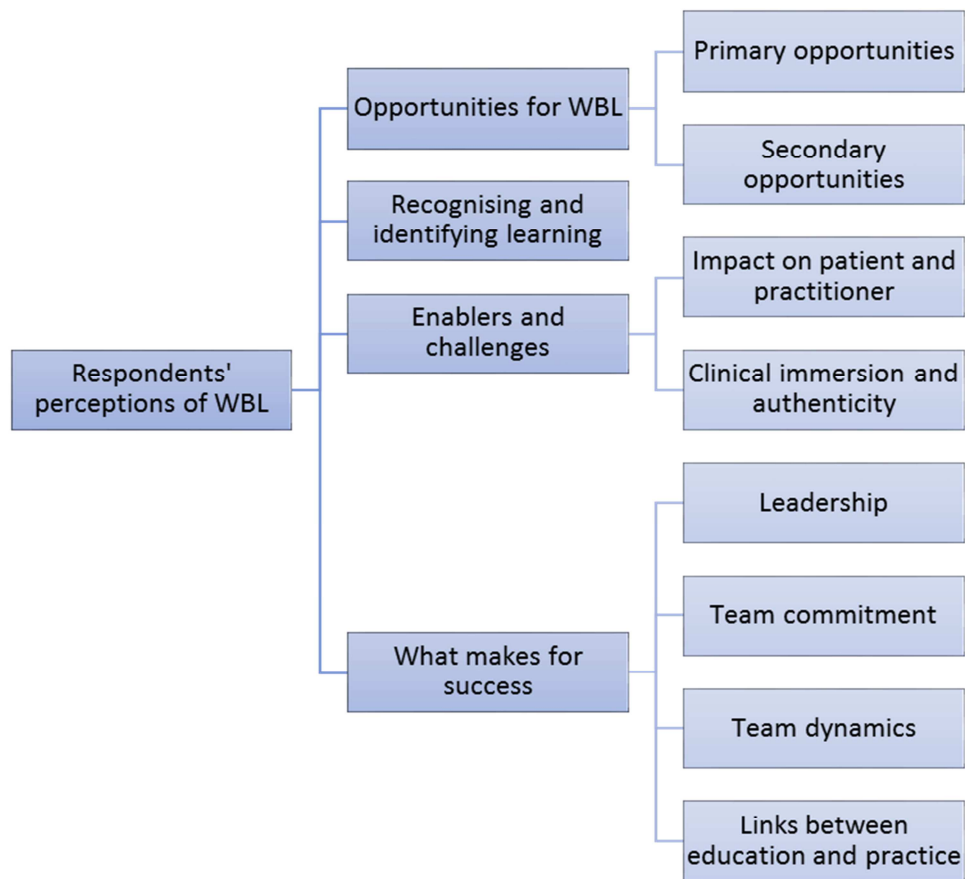 Respondents'
perceptions of WBL
Opportunities for WBL
Primary opportunities
Secondary
opportunities
Recognising and
identifying learning
Enablers and
challenges
Impact on patient and
practitioner
Clinical immersion and
authenticity
What makes for
success
Leadership
Team commitment
Team dynamics
Links between
education and practice